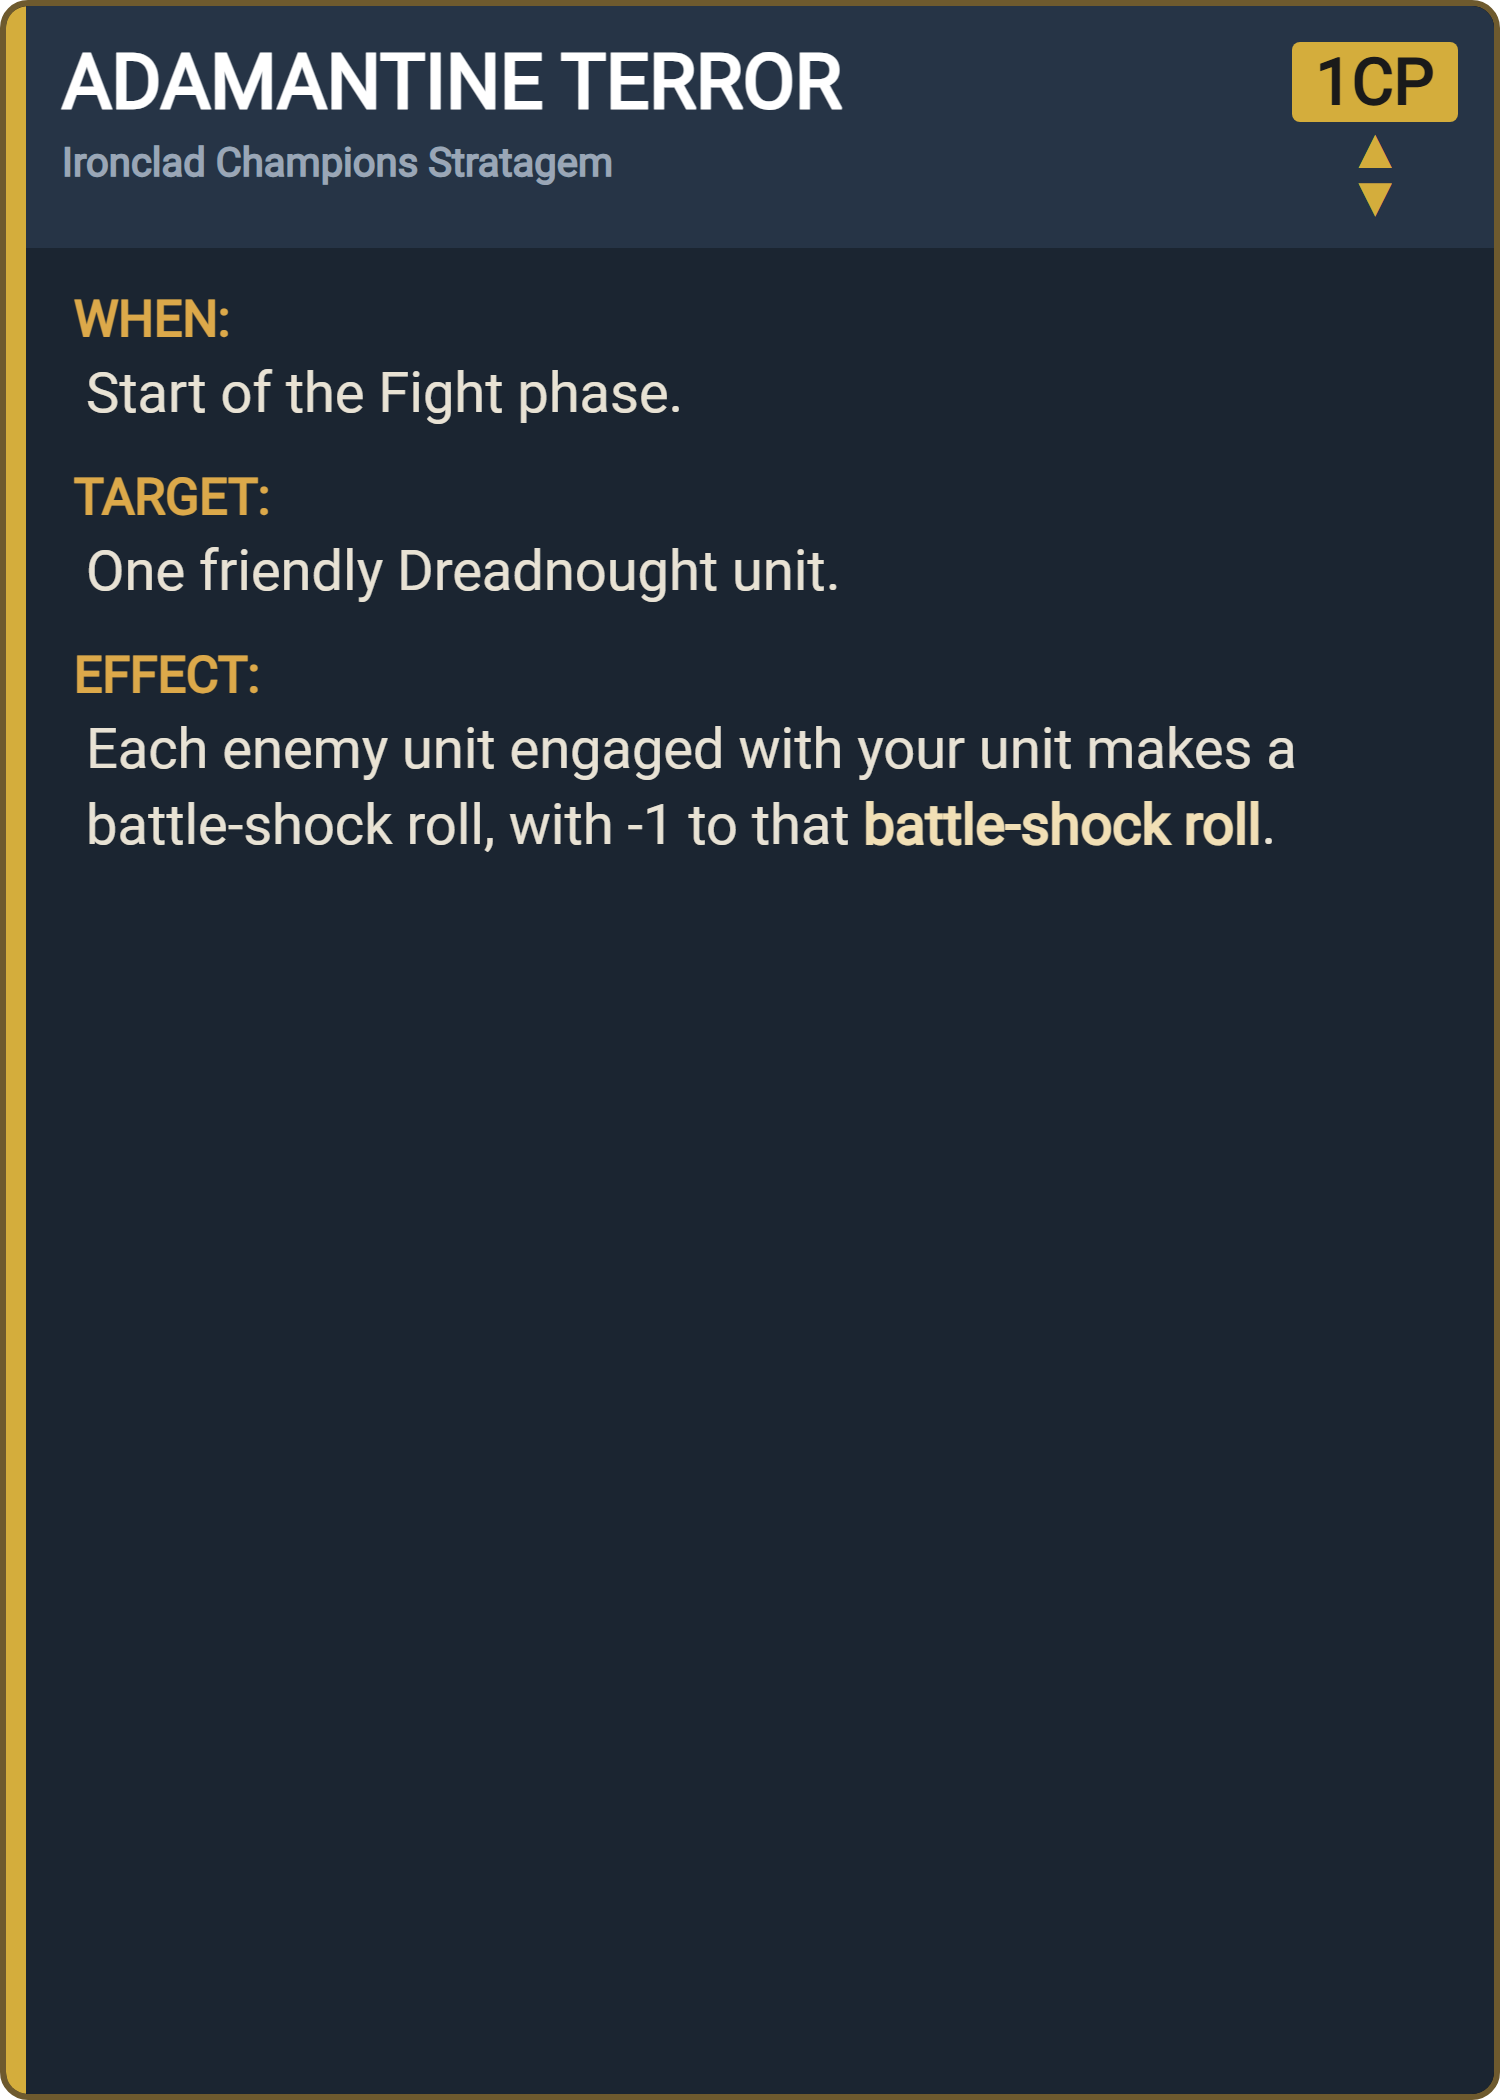 ADAMANTINE TERROR
1CP
Ironclad Champions Stratagem
▲
▼
WHEN:
Start of the Fight phase.
TARGET:
One friendly Dreadnought unit.
EFFECT:
Each enemy unit engaged with your unit makes a
battle-shock roll, with -1 to that battle-shock roll.